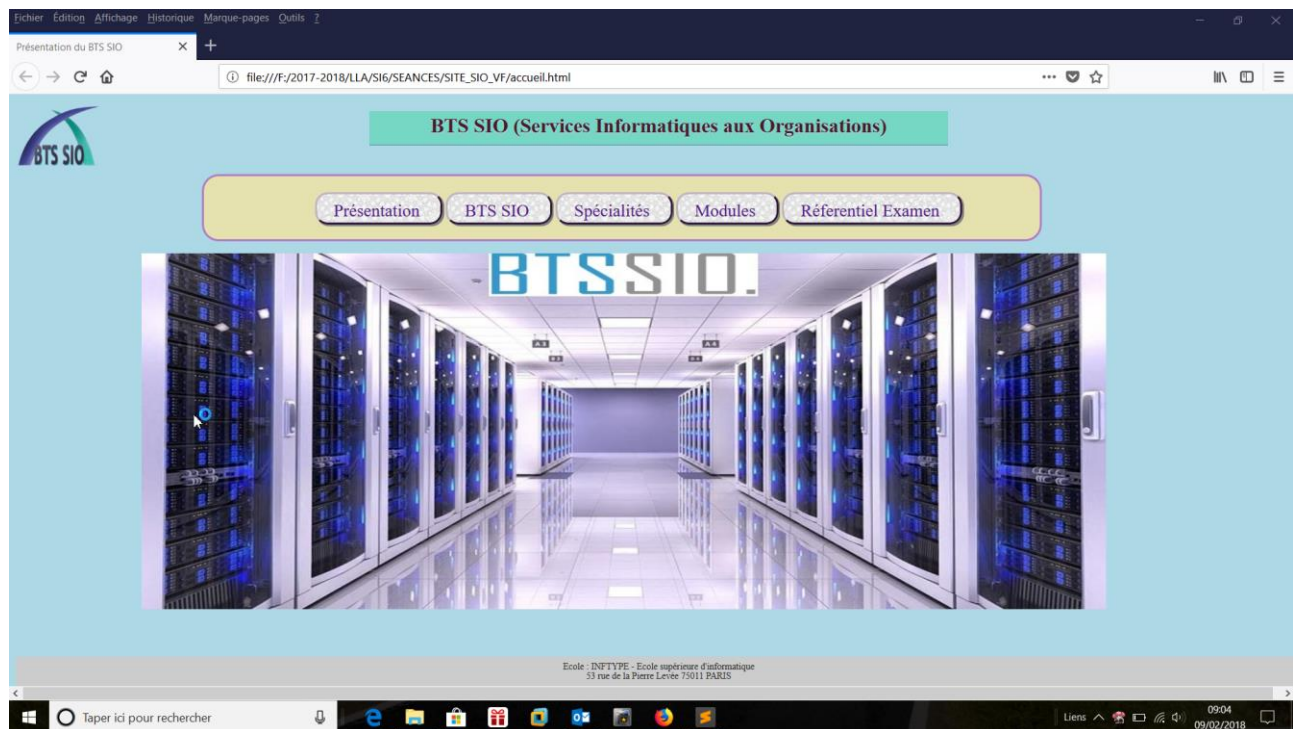 Fichier Édition Affichage Historique Marque-pages Outils ?
Présentation du BTS SIO
file:///F:/2017-2018/LLA/SI6/SEANCES/SITE_SIO_VF/accueil.html
BTS SIO
BTS SIO (Services Informatiques aux Organisations)
Présentation BTS SIO Spécialités Modules Réferentiel Examen
BTSSIO.
A3 A4
Ecole : INFTYPE - Ecole supérieure d'informatique
53 rue de la Pierre Levée 75011 PARIS
Taper ici pour rechercher
Liens
09:04
09/02/2018